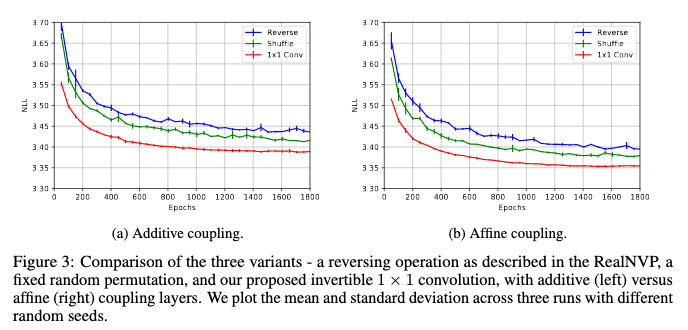 3.70
3.65
3.60
3.55
3.50
3.45
3.40
3.35
3.30
NLL
0 200 400 600 800 1000 1200 1400 1600 1800
Epochs
Reverse
Shuffle
1x1 Conv
(a) Additive coupling.
3.70
3.65
3.60
3.55
3.50
3.45
3.40
3.35
3.30
NLL
0 200 400 600 800 1000 1200 1400 1600 1800
Epochs
Reverse
Shuffle
1x1 Conv
(b) Affine coupling.
Figure 3: Comparison of the three variants - a reversing operation as described in the RealNVP, a
fixed random permutation, and our proposed invertible 1 × 1 convolution, with additive (left) versus
affine (right) coupling layers. We plot the mean and standard deviation across three runs with different
random seeds.